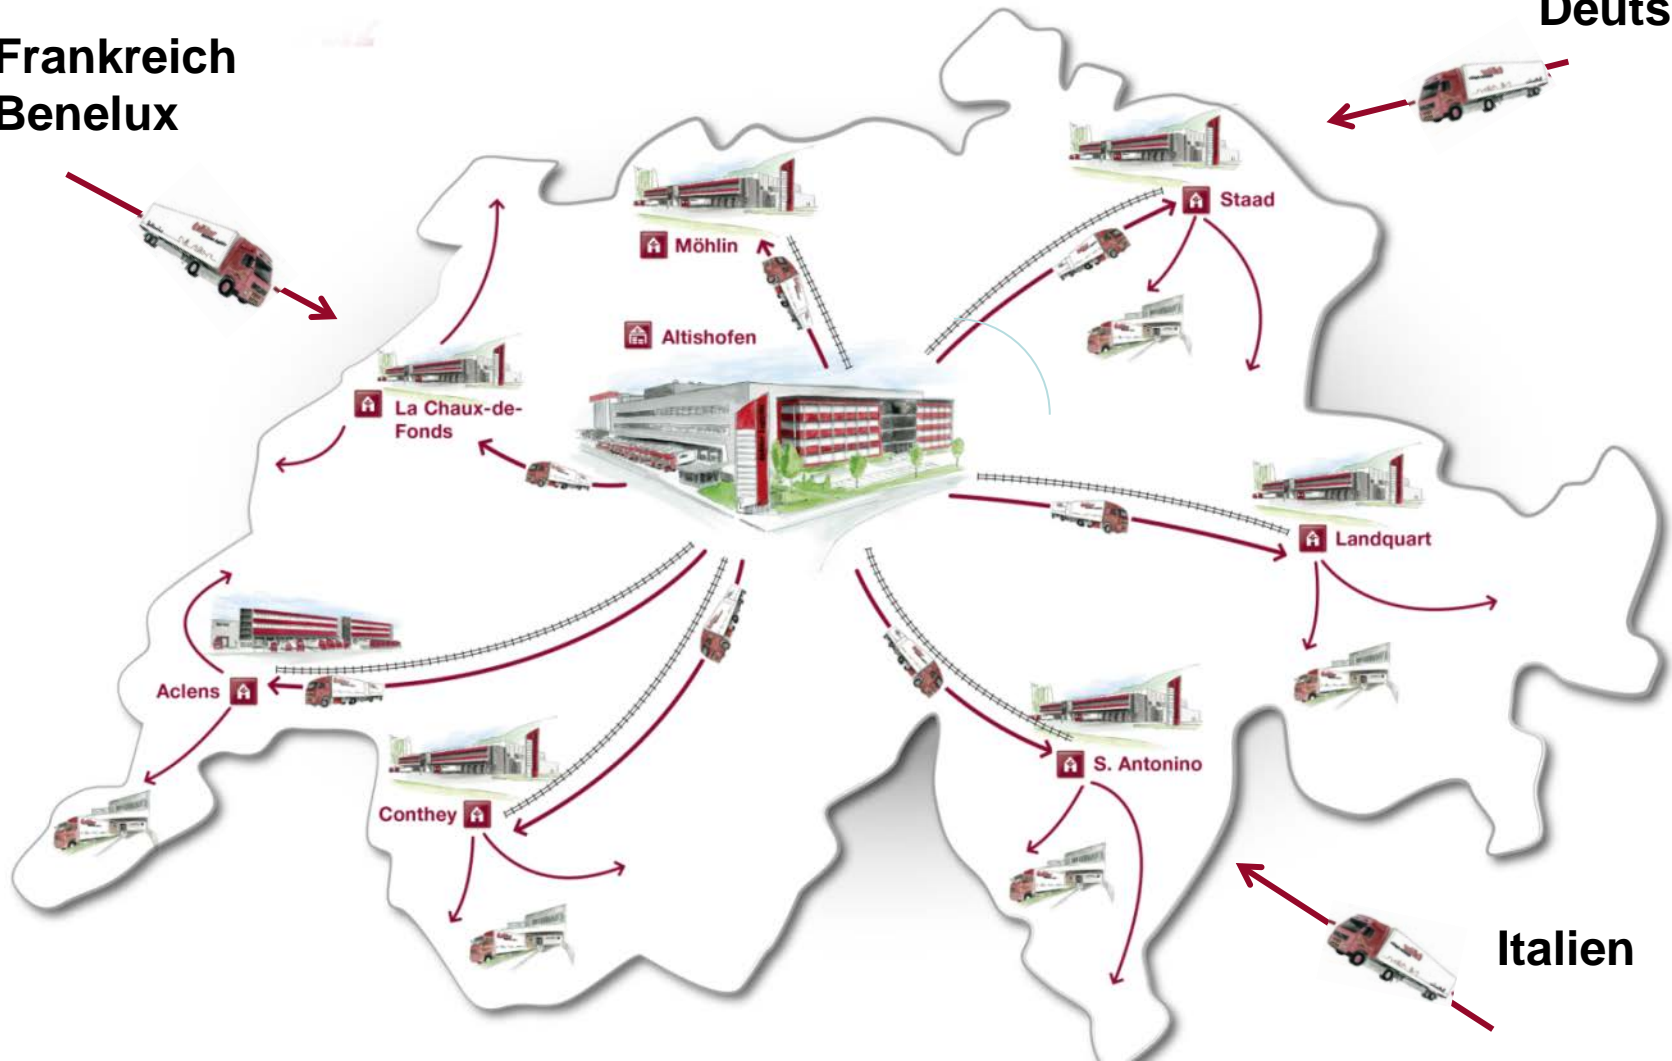 Deuts
Frankreich
Benelux
Staad
Möhlin
Altishofen
La Chaux-de-
Fonds
Landquart
Aclens
S. Antonino
Conthey
Italien